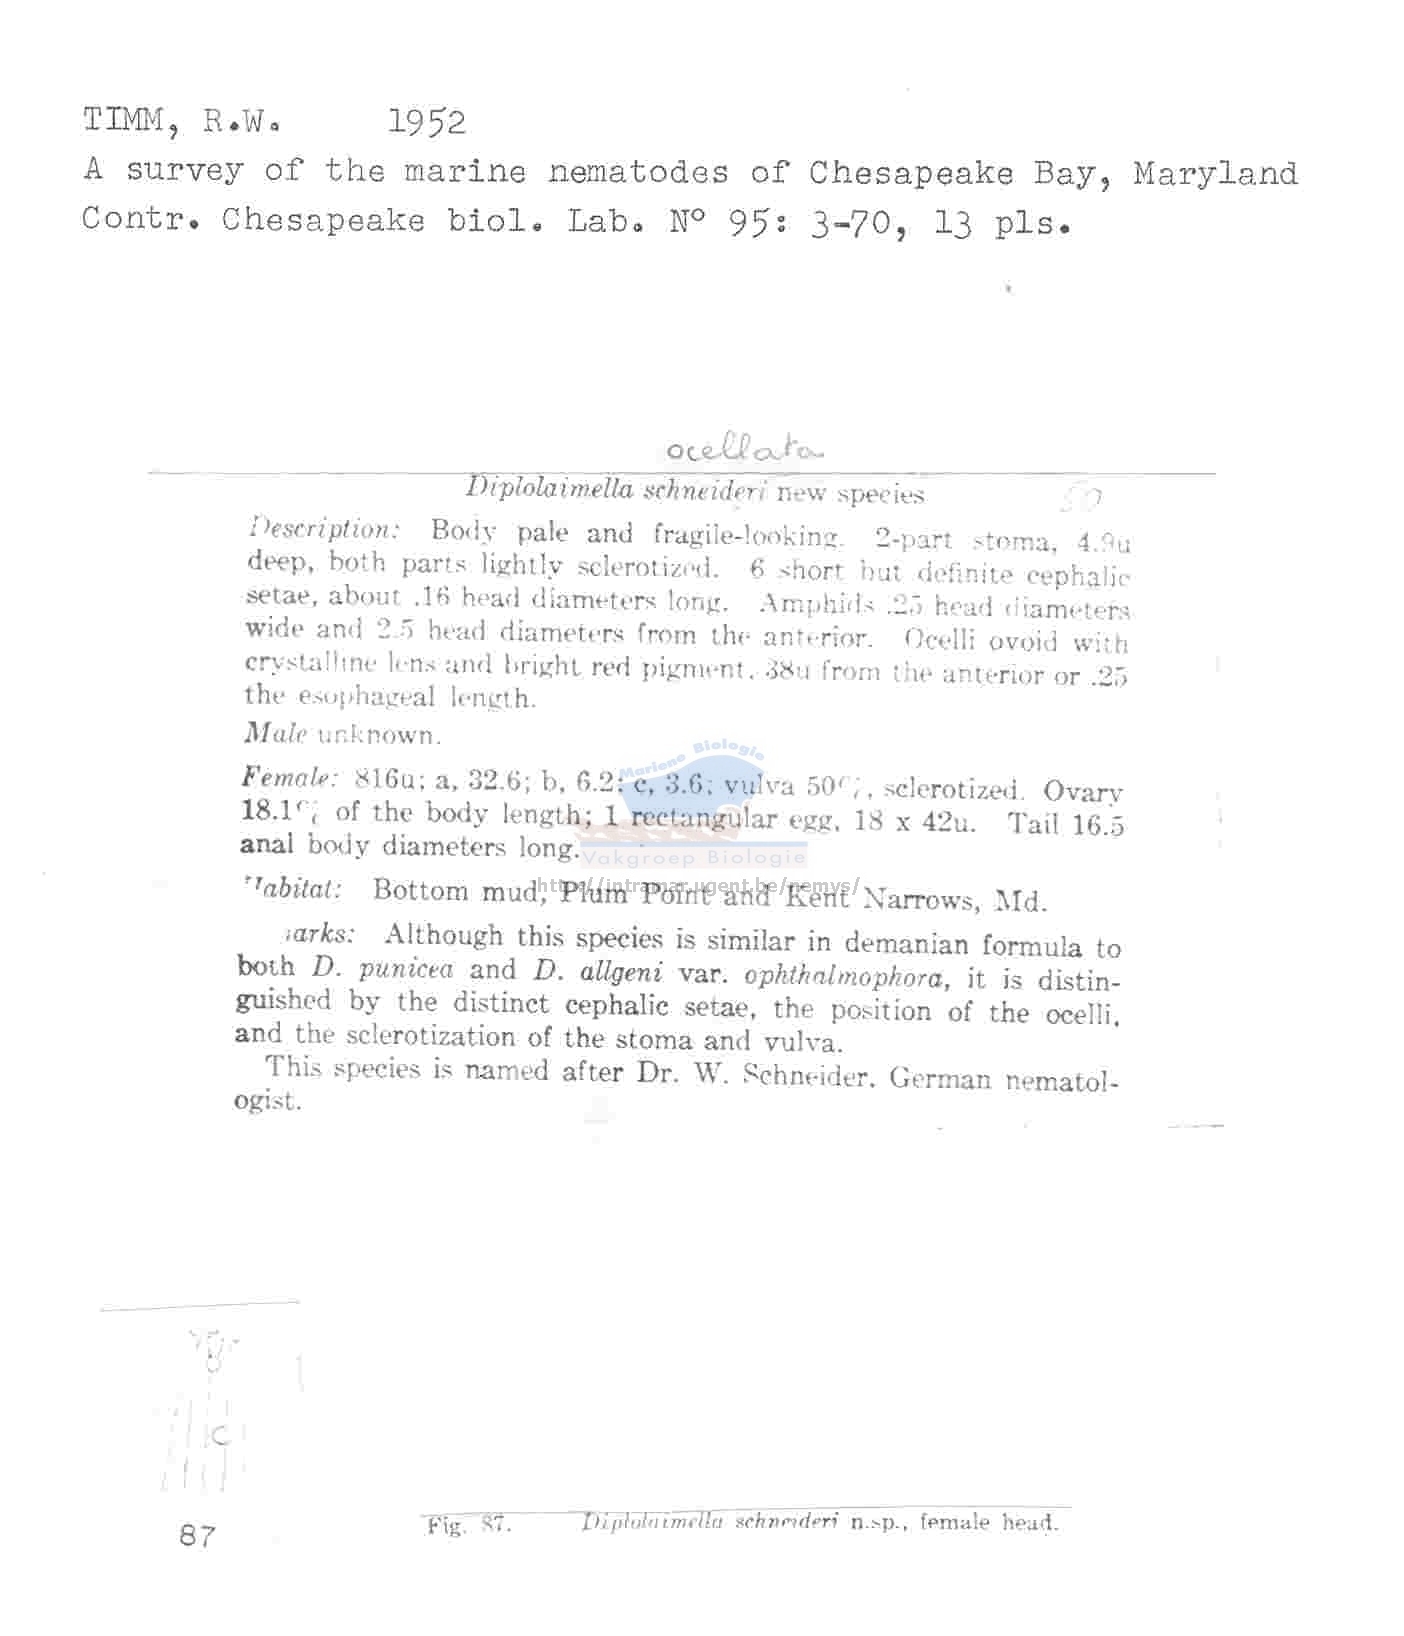 TIMM, R.W. 1952
A survey of the marine nematodes of Chesapeake Bay, Maryland
Contr. Chesapeake biol. Lab. Nº 95: 3-70, 13 pls.
ocellata
Diplolaimella schneideri new species
50
Description: Body pale and fragile-looking. 2-part stoma, 4.9u
deep, both parts lightly sclerotized. 6 short but definite cephalic
setae, about .16 head diameters long. Amphids .25 head diameters
wide and 2.5 head diameters from the anterior. Ocelli ovoid with
crystalline lens and bright red pigment, 38u from the anterior or .25
the esophageal length.
Male unknown.
Female: 816u; a, 32.6; b, 6.2; c, 3.6; vulva 50%, sclerotized. Ovary
18.1% of the body length; 1 rectangular egg, 18 x 42u. Tail 16.5
anal body diameters long.
Habitat: Bottom mud, Plum Point and Kent Narrows, Md.
arks: Although this species is similar in demanian formula to
both D. punicea and D. allgeni var. ophthalmophora, it is distin-
guished by the distinct cephalic setae, the position of the ocelli,
and the sclerotization of the stoma and vulva.
This species is named after Dr. W. Schneider, German nematol-
ogist.
Mariene Biologie
Vakgroep Biologie
http://intramar.ugent.be/nemys/
87
Fig. 87. Diplolaimella schneideri n.sp., female head.